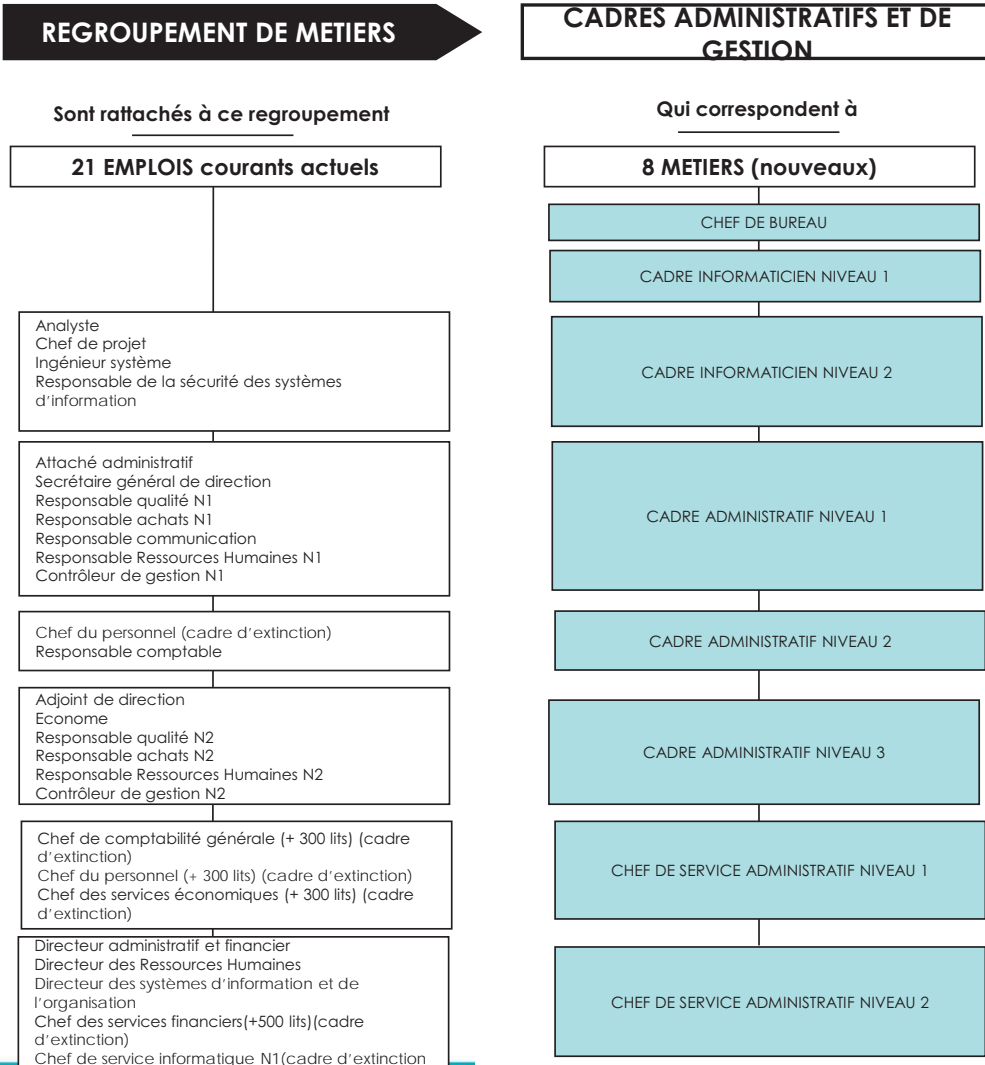 REGROUPEMENT DE METIERS
CADRES ADMINISTRATIFS ET DE
GESTION
Sont rattachés à ce regroupement
Qui correspondent à
21 EMPLOIS courants actuels
8 METIERS (nouveaux)
CHEF DE BUREAU
CADRE INFORMATICIEN NIVEAU 1
Analyste
Chef de projet
Ingénieur système
Responsable de la sécurité des systèmes
d’information
CADRE INFORMATICIEN NIVEAU 2
Attaché administratif
Secrétaire général de direction
Responsable qualité N1
Responsable achats N1
Responsable communication
Responsable Ressources Humaines N1
Contrôleur de gestion N1
CADRE ADMINISTRATIF NIVEAU 1
Chef du personnel (cadre d’extinction)
Responsable comptable
CADRE ADMINISTRATIF NIVEAU 2
Adjoint de direction
Econome
Responsable qualité N2
Responsable achats N2
Responsable Ressources Humaines N2
Contrôleur de gestion N2
CADRE ADMINISTRATIF NIVEAU 3
Chef de comptabilité générale (+ 300 lits) (cadre
d’extinction)
Chef du personnel (+ 300 lits) (cadre d’extinction)
Chef des services économiques (+ 300 lits) (cadre
d’extinction)
CHEF DE SERVICE ADMINISTRATIF NIVEAU 1
Directeur administratif et financier
Directeur des Ressources Humaines
Directeur des systèmes d’information et de
l’organisation
Chef des services financiers(+500 lits)(cadre
d’extinction)
Chef de service informatique N1(cadre d’extinction
CHEF DE SERVICE ADMINISTRATIF NIVEAU 2